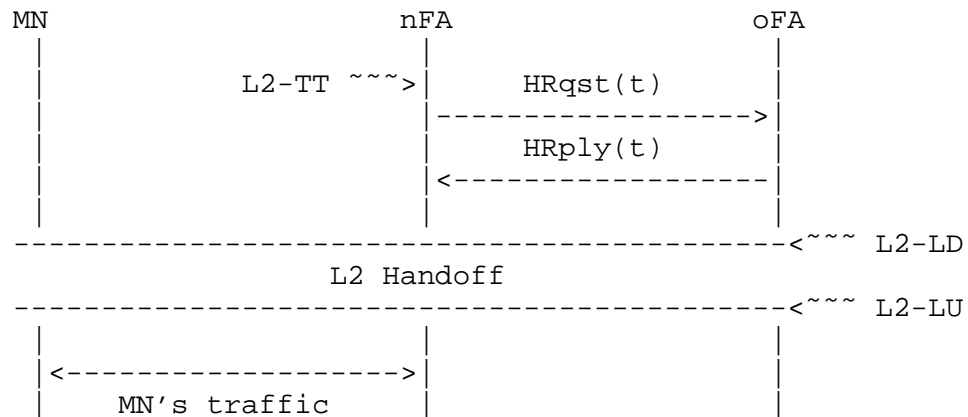 MN nFA oFA
L2-TT ~~~> HRqst(t)
HRply(t)
<~~~ L2-LD
L2 Handoff
<~~~ L2-LU
MN's traffic